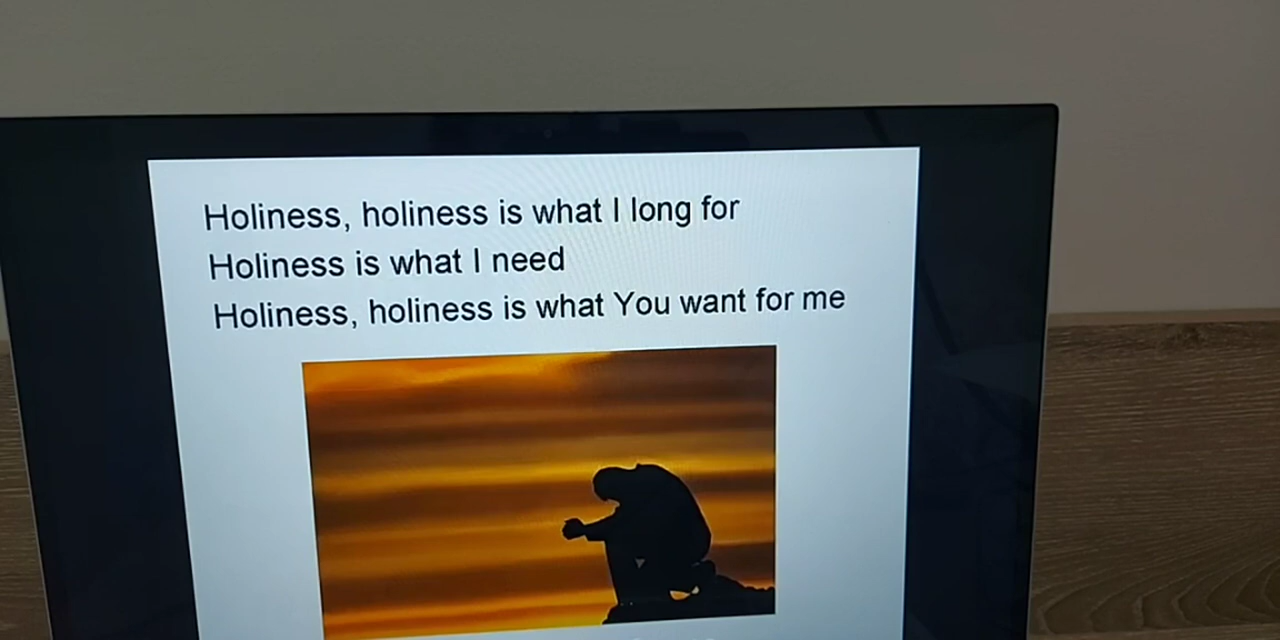 Holiness, holiness is what I long for
Holiness is what I need
Holiness, holiness is what You want for me